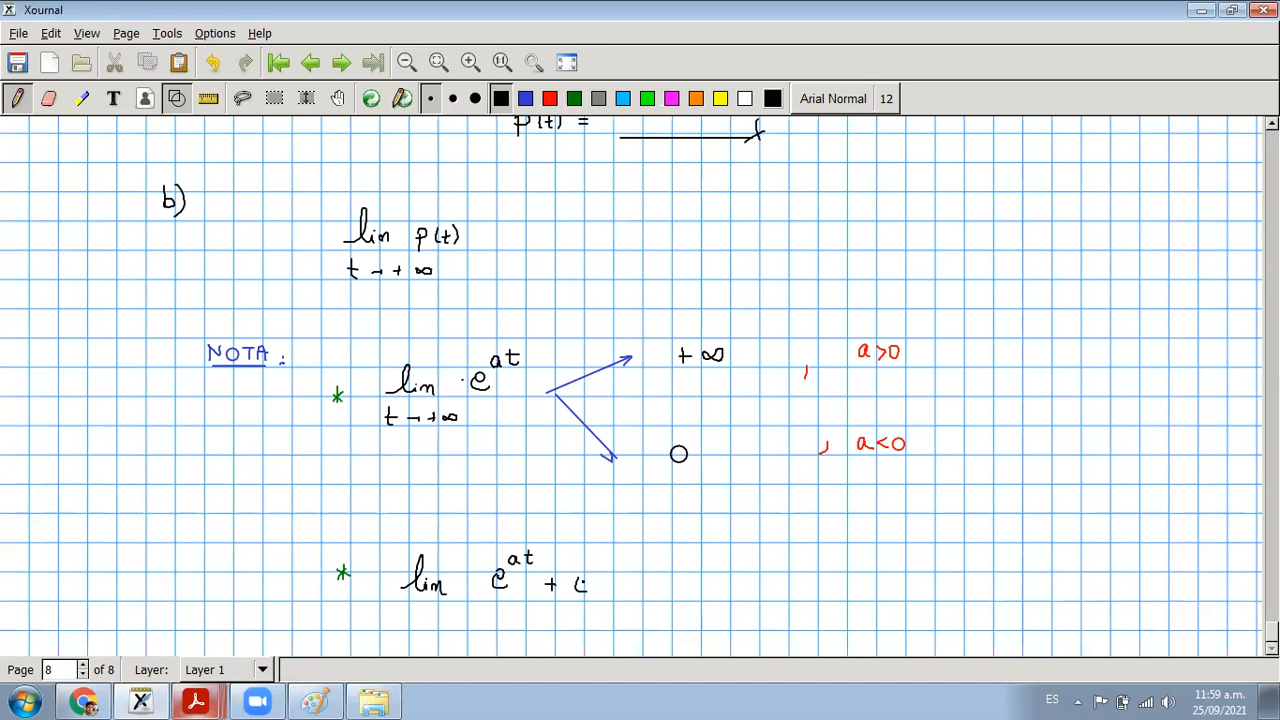 Xournal
File Edit View Page Tools Options Help
Arial Normal 12
p(t) =
b)
lim p(t)
t → + ∞
NOTA:
* lim e^{at}
t → + ∞
+ ∞ , a > 0
0 , a < 0
* lim e^{at} +
Page 8 of 8 Layer: Layer 1
ES 11:59 a.m.
25/09/2021